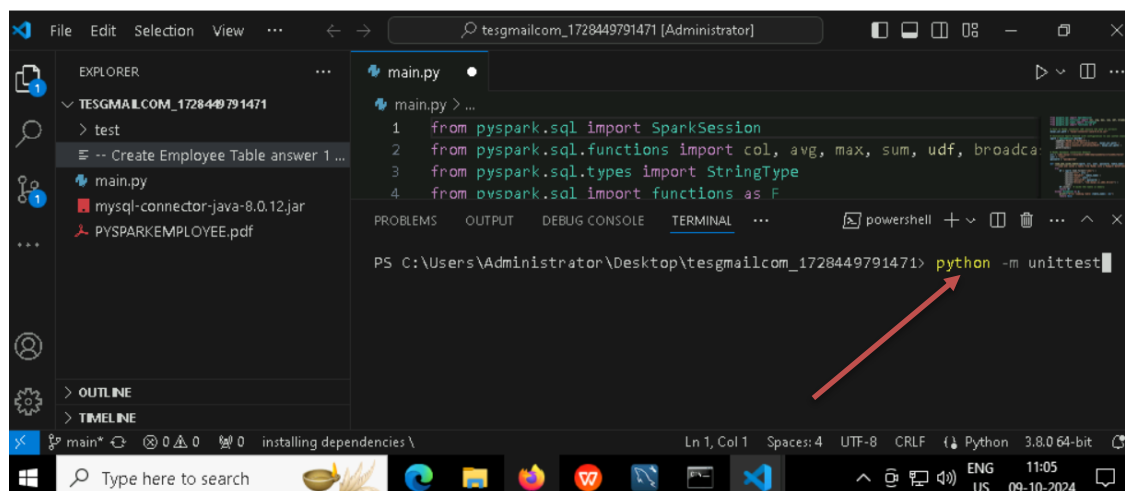 File Edit Selection View ··· tesgmailcom_1728449791471 [Administrator]
EXPLORER ···
TESGMAILCOM_1728449791471
test
-- Create Employee Table answer 1 ...
main.py
mysql-connector-java-8.0.12.jar
PYSPARKEMPLOYEE.pdf
OUTLINE
TIMELINE
main.py
main.py > ...
1 from pyspark.sql import SparkSession
2 from pyspark.sql.functions import col, avg, max, sum, udf, broadca
3 from pyspark.sql.types import StringType
4 from pyspark.sql import functions as F
PROBLEMS OUTPUT DEBUG CONSOLE TERMINAL ··· powershell
PS C:\Users\Administrator\Desktop\tesgmailcom_1728449791471> python -m unittest
main* 0 0 0 installing dependencies \ Ln 1, Col 1 Spaces: 4 UTF-8 CRLF Python 3.8.0 64-bit
Type here to search ENG 11:05
US 09-10-2024
1
1